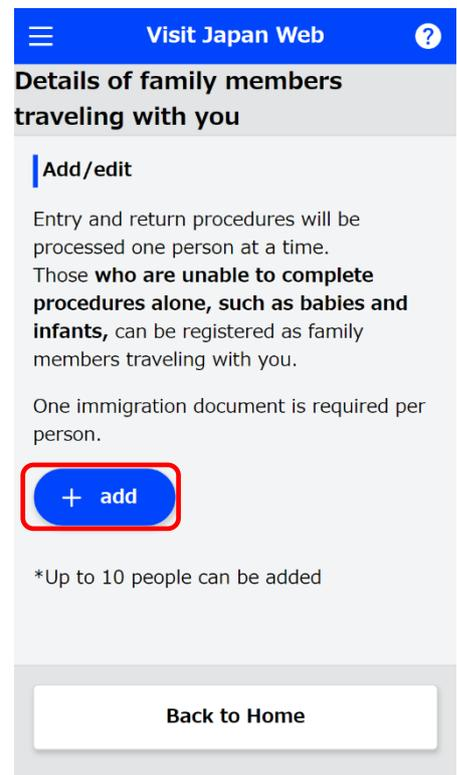 Visit Japan Web
?
Details of family members
traveling with you
Add/edit
Entry and return procedures will be
processed one person at a time.
Those who are unable to complete
procedures alone, such as babies and
infants, can be registered as family
members traveling with you.
One immigration document is required per
person.
+ add
*Up to 10 people can be added
Back to Home